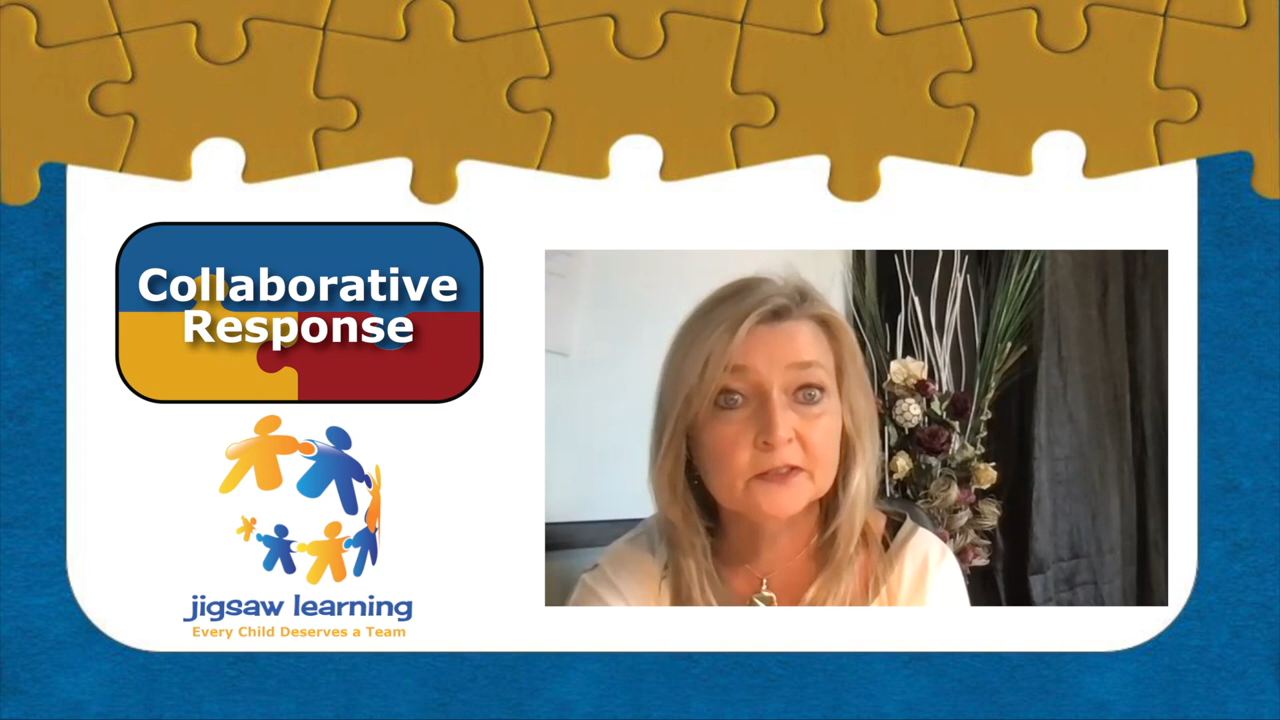 Collaborative
Response
jigsaw learning
Every Child Deserves a Team